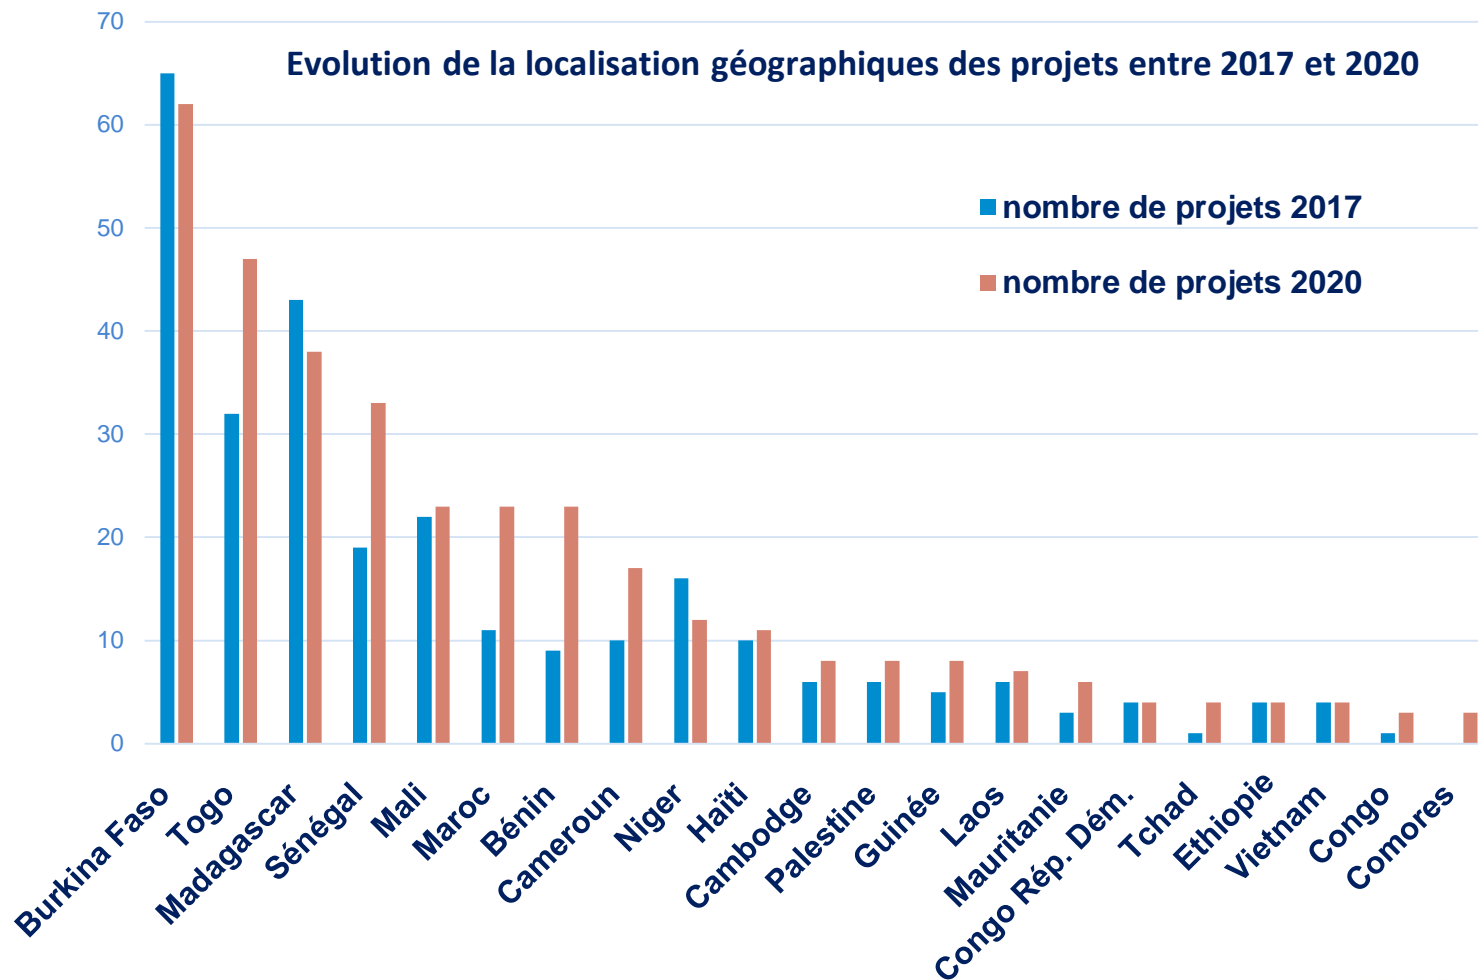 70
Evolution de la localisation géographiques des projets entre 2017 et 2020
60
50
nombre de projets 2017
nombre de projets 2020
40
30
20
10
0
Burkina Faso
Togo
Madagascar
Sénégal
Mali
Maroc
Bénin
Cameroun
Niger
Haïti
Cambodge
Palestine
Guinée
Laos
Mauritanie
Congo Rép. Dém.
Tchad
Ethiopie
Vietnam
Congo
Comores